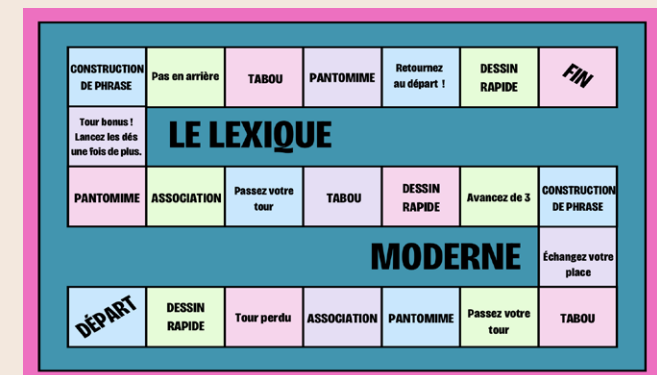 CONSTRUCTION
DE PHRASE
Pas en arrière
TABOU
PANTOMIME
Retournez
au départ !
DESSIN
RAPIDE
FIN
Tour bonus !
Lancez les dés
une fois de plus.
LE LEXIQUE
PANTOMIME
ASSOCIATION
Passez votre
tour
TABOU
DESSIN
RAPIDE
Avancez de 3
CONSTRUCTION
DE PHRASE
MODERNE
Échangez votre
place
DÉPART
DESSIN
RAPIDE
Tour perdu
ASSOCIATION
PANTOMIME
Passez votre
tour
TABOU